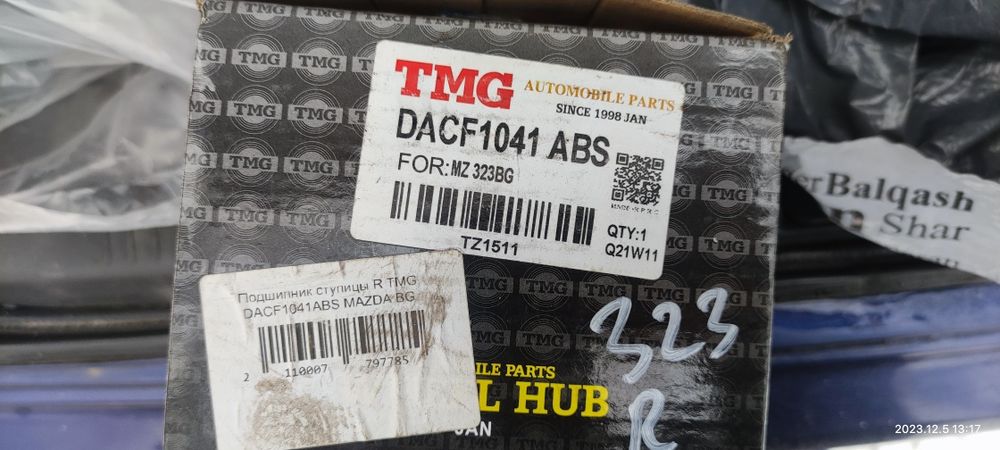 TMG AUTOMOBILE PARTS
SINCE 1998 JAN
DACF1041 ABS
FOR: MZ 323BG
TZ1511
QTY:1
Q21W11
Подшипник ступицы R TMG
DACF1041ABS MAZDA BG
2 110007 797785
ILE PARTS
L HUB
JAN
323
R
erBalqash
n Shar
2023.12.5 13:17